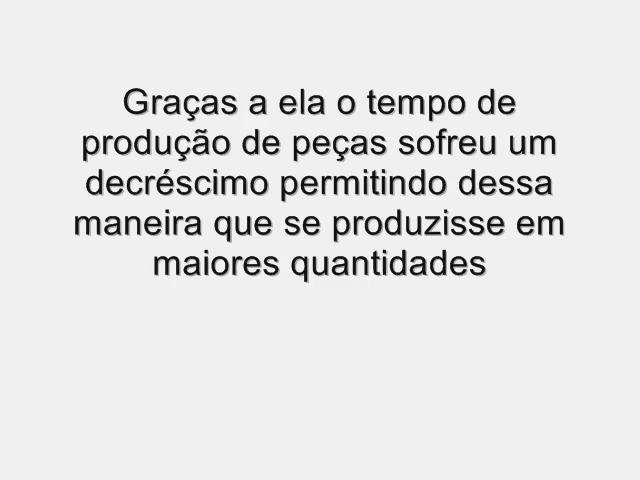 Graças a ela o tempo de
produção de peças sofreu um
decréscimo permitindo dessa
maneira que se produzisse em
maiores quantidades